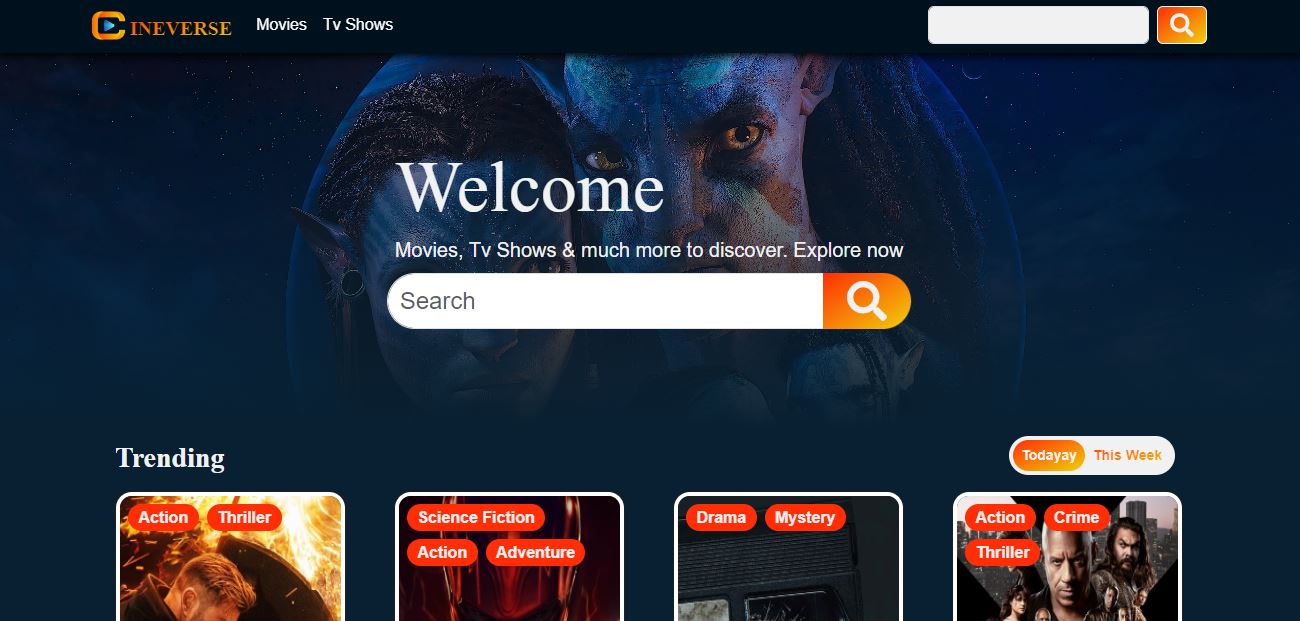 INEVERSE Movies Tv Shows
Welcome
Movies, Tv Shows & much more to discover. Explore now
Search
Trending Todayay This Week
Action Thriller Science Fiction Drama Mystery Action Crime
Action Adventure Thriller